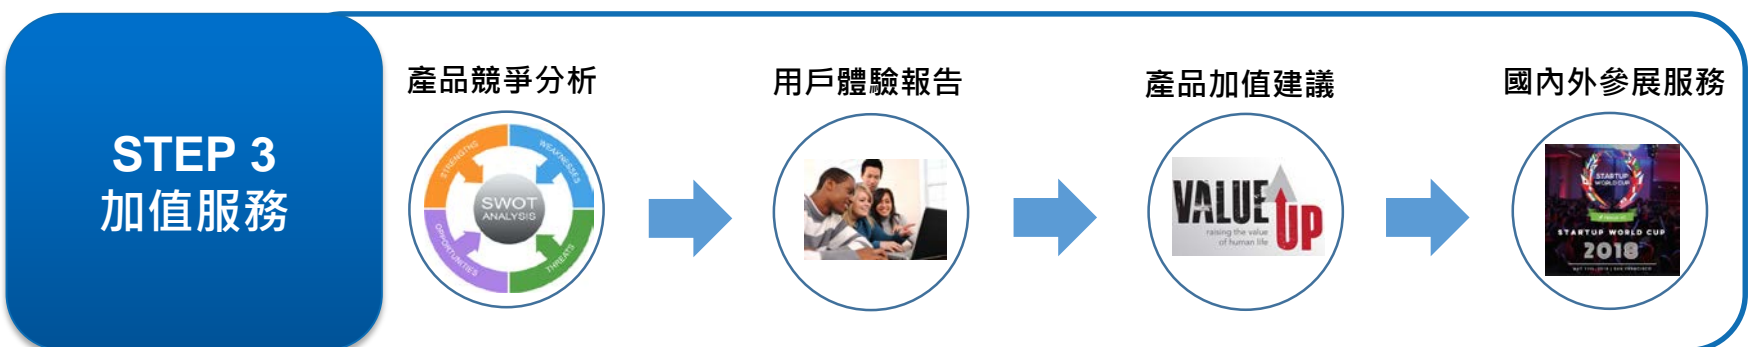 STEP 3
加值服務
產品競爭分析
STRENGTHS
WEAKNESSES
SWOT
ANALYSIS
OPPORTUNITIES
THREATS
用戶體驗報告
產品加值建議
VALUE
UP
raising the value
of human life
國內外參展服務
STARTUP
WORLD CUP
STARTUP WORLD CUP
2018